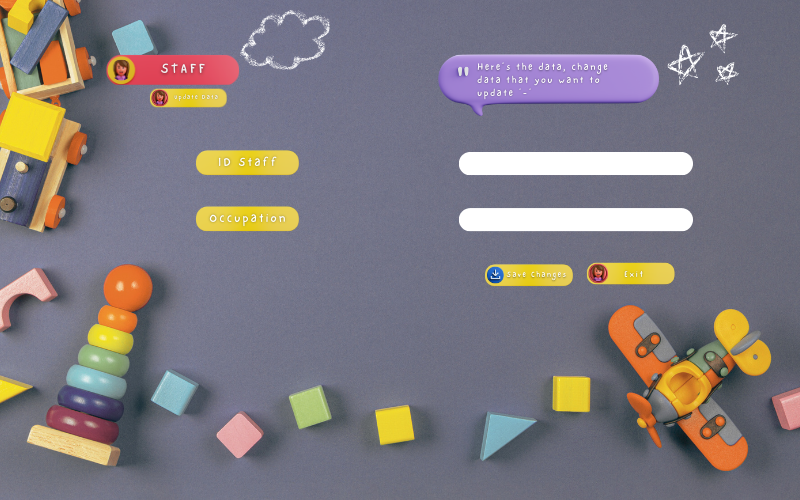 STAFF
Update Data
"
Here's the data, change
data that you want to
update ^-^
ID Staff
Occupation
Save Changes
Exit